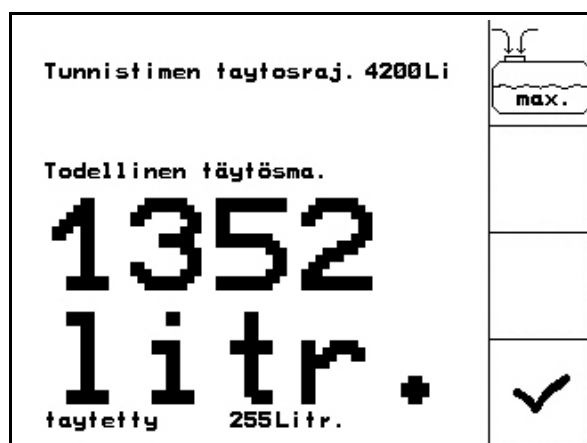 Tunnistimen taytosraj. 4200Li
max.
Todellinen täytösma.
1352
litr.
taytetty 255Litr.